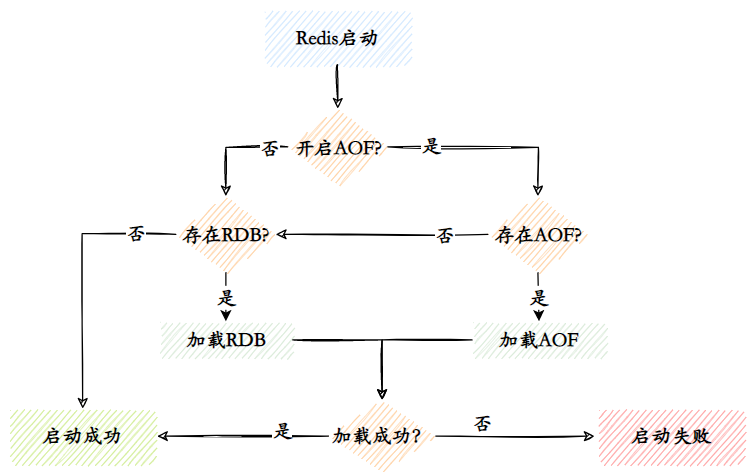 Redis启动
否
开启AOF?
是
否
存在RDB?
否
存在AOF?
是
是
加载RDB
加载AOF
启动成功
是
加载成功?
否
启动失败